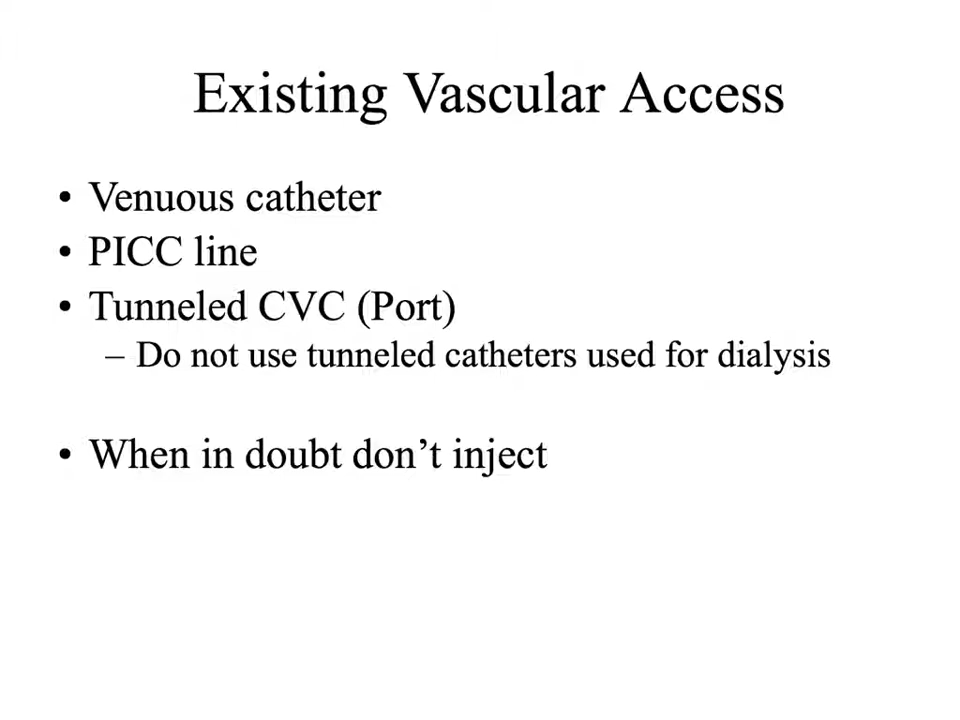 Existing Vascular Access
• Venuous catheter
• PICC line
• Tunneled CVC (Port)
– Do not use tunneled catheters used for dialysis
• When in doubt don’t inject